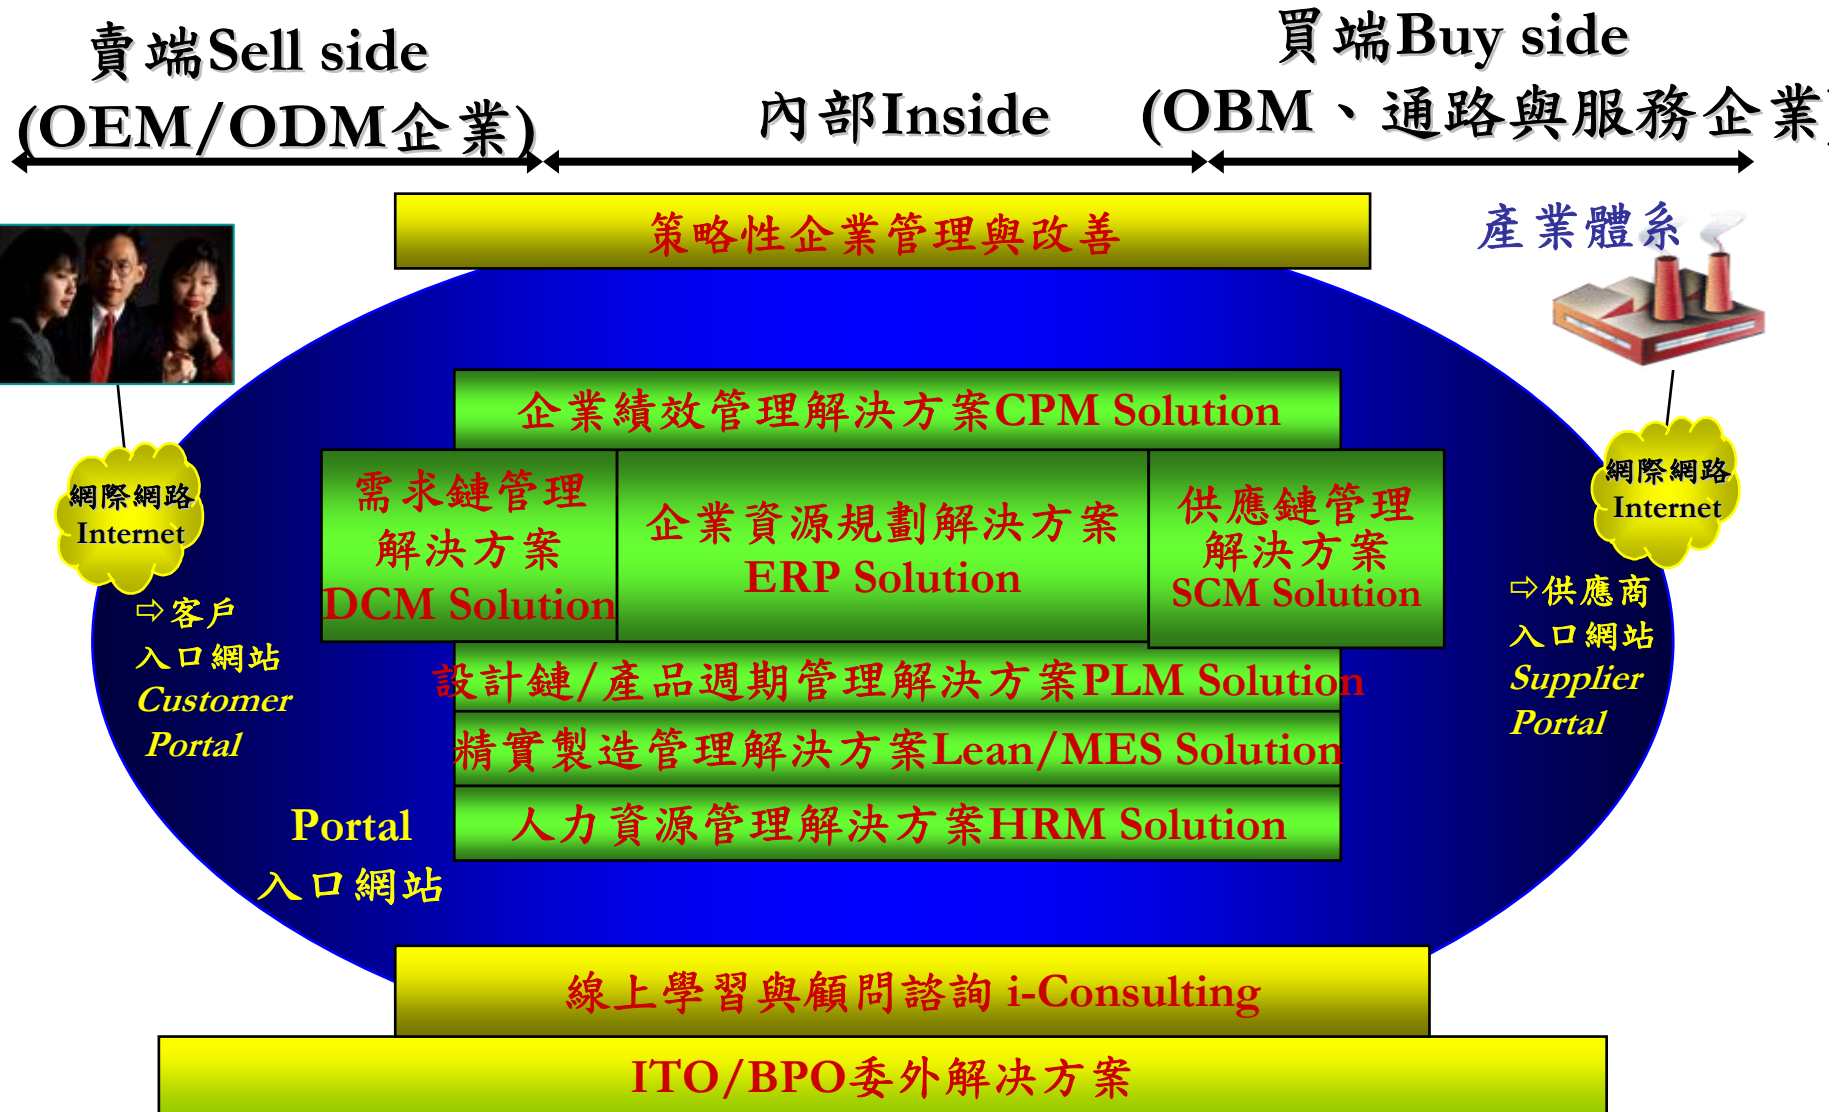 賣端Sell side
(OEM/ODM企業)
內部Inside
買端Buy side
(OBM、通路與服務企業)
策略性企業管理與改善
產業體系
企業績效管理解決方案CPM Solution
需求鏈管理
解決方案
DCM Solution
企業資源規劃解決方案
ERP Solution
供應鏈管理
解決方案
SCM Solution
網際網路
Internet
網際網路
Internet
⇨客戶
入口網站
Customer
Portal
⇨供應商
入口網站
Supplier
Portal
設計鏈/產品週期管理解決方案PLM Solution
精實製造管理解決方案Lean/MES Solution
人力資源管理解決方案HRM Solution
Portal
入口網站
線上學習與顧問諮詢 i-Consulting
ITO/BPO委外解決方案